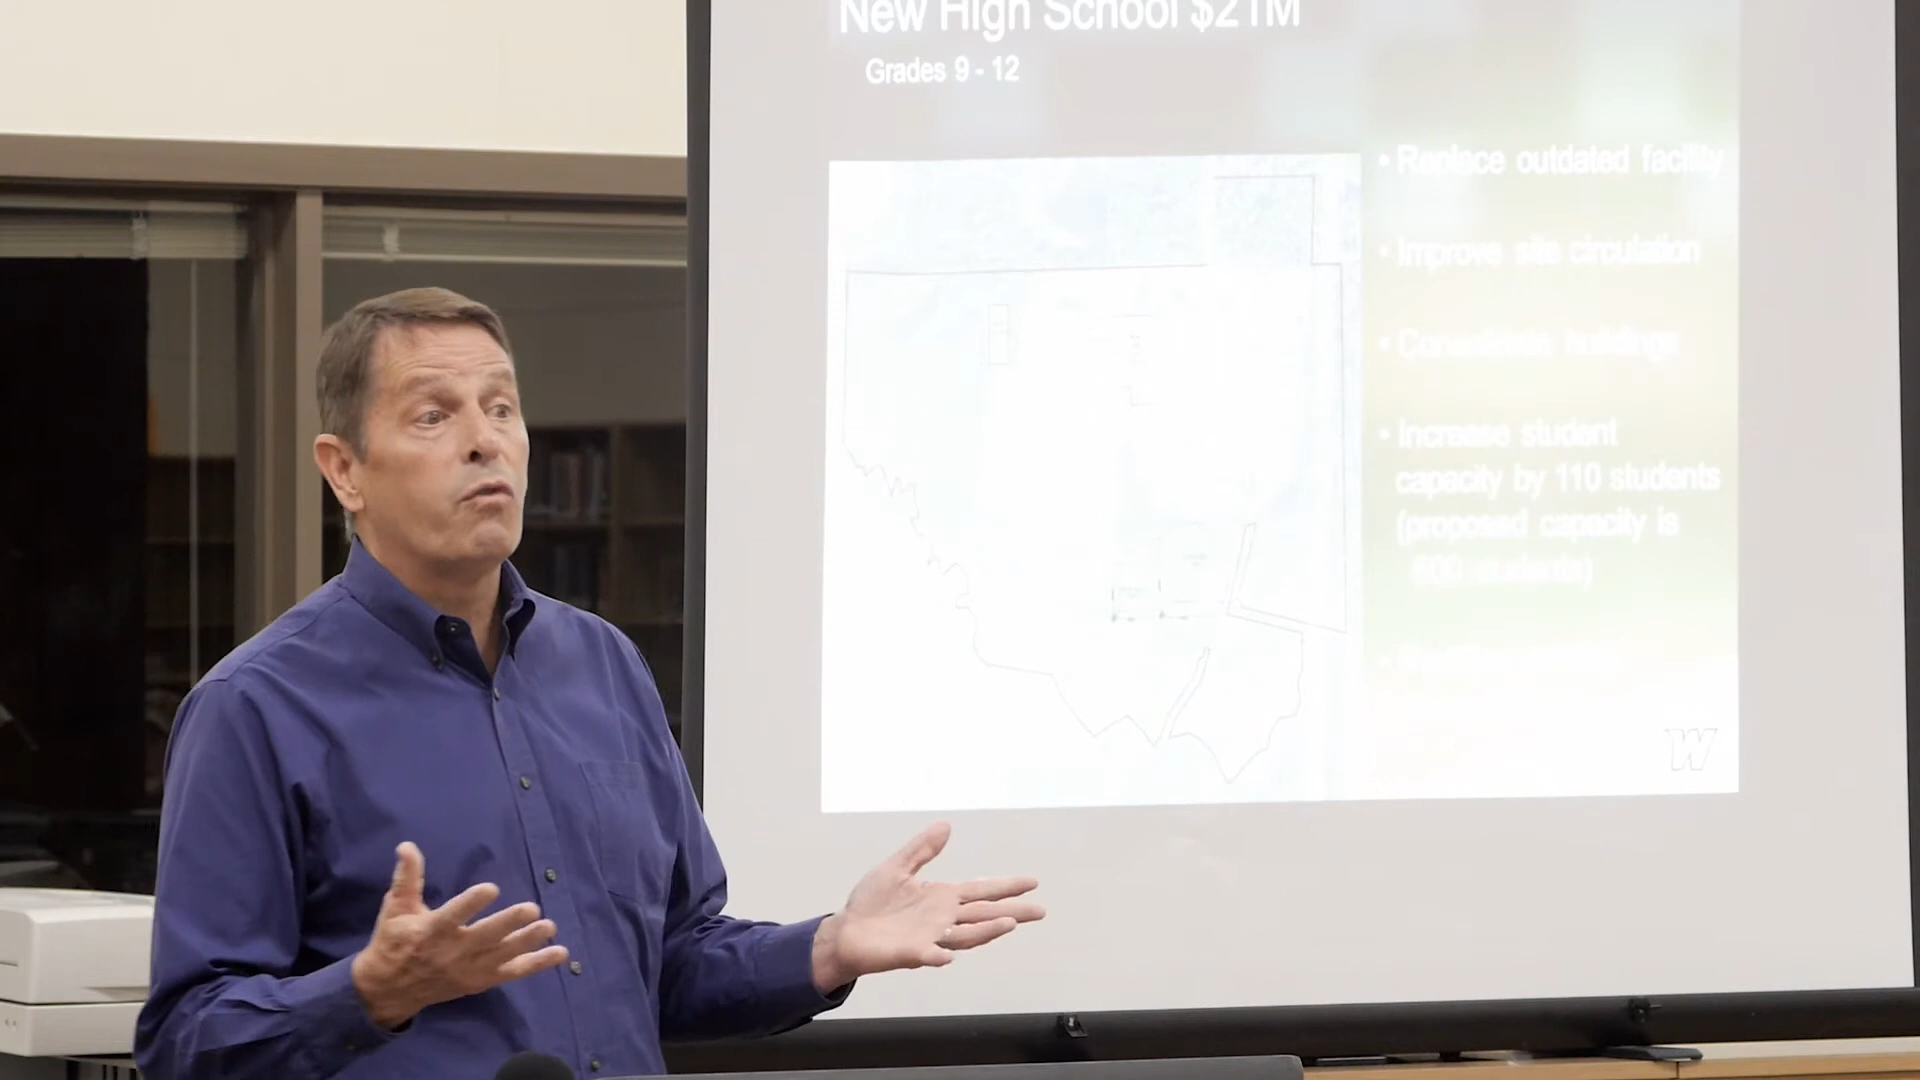 New High School $21M
Grades 9 - 12
• Replace outdated facility
• Improve site circulation
• Consolidate buildings
• Increase student
capacity by 110 students
(proposed capacity is
600 students)
W